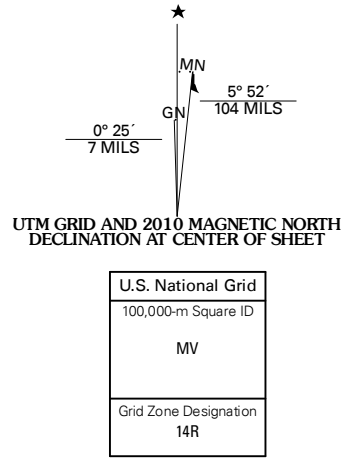 MN
GN
5° 52´
104 MILS
0° 25´
7 MILS
UTM GRID AND 2010 MAGNETIC NORTH
DECLINATION AT CENTER OF SHEET
U.S. National Grid
100,000-m Square ID
MV
Grid Zone Designation
14R